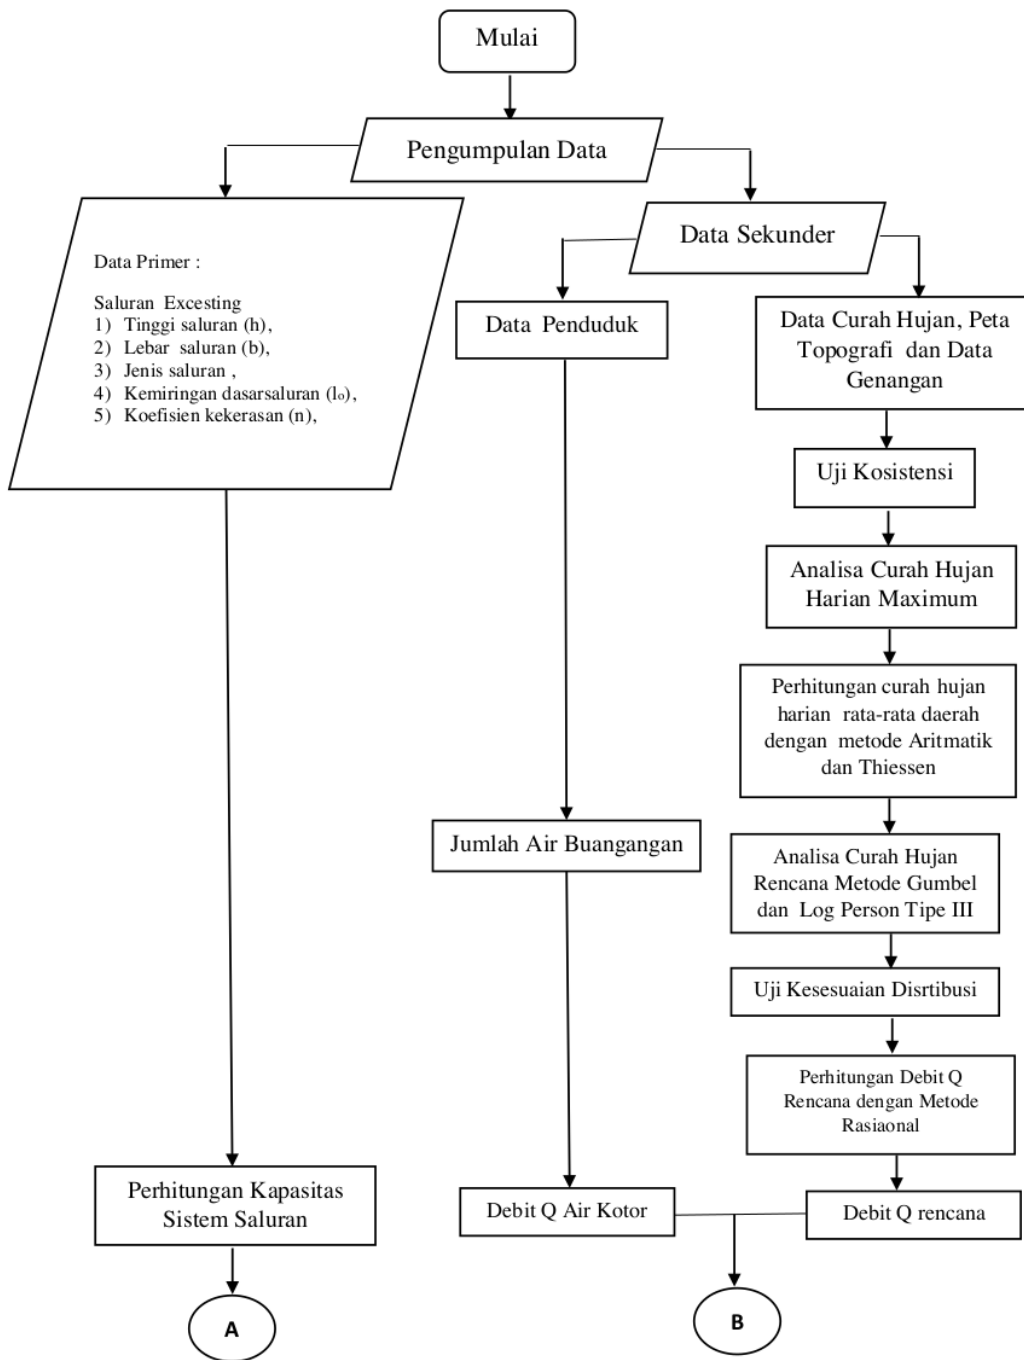 Mulai
Pengumpulan Data
Data Primer :
Saluran Excesting
1) Tinggi saluran (h),
2) Lebar saluran (b),
3) Jenis saluran ,
4) Kemiringan dasarsaluran (lₒ),
5) Koefisien kekerasan (n),
Data Sekunder
Data Penduduk
Data Curah Hujan, Peta
Topografi dan Data
Genangan
Uji Kosistensi
Analisa Curah Hujan
Harian Maximum
Perhitungan curah hujan
harian rata-rata daerah
dengan metode Aritmatik
dan Thiessen
Jumlah Air Buangangan
Analisa Curah Hujan
Rencana Metode Gumbel
dan Log Person Tipe III
Uji Kesesuaian Disrtibusi
Perhitungan Debit Q
Rencana dengan Metode
Rasiaonal
Perhitungan Kapasitas
Sistem Saluran
Debit Q Air Kotor
Debit Q rencana
A
B